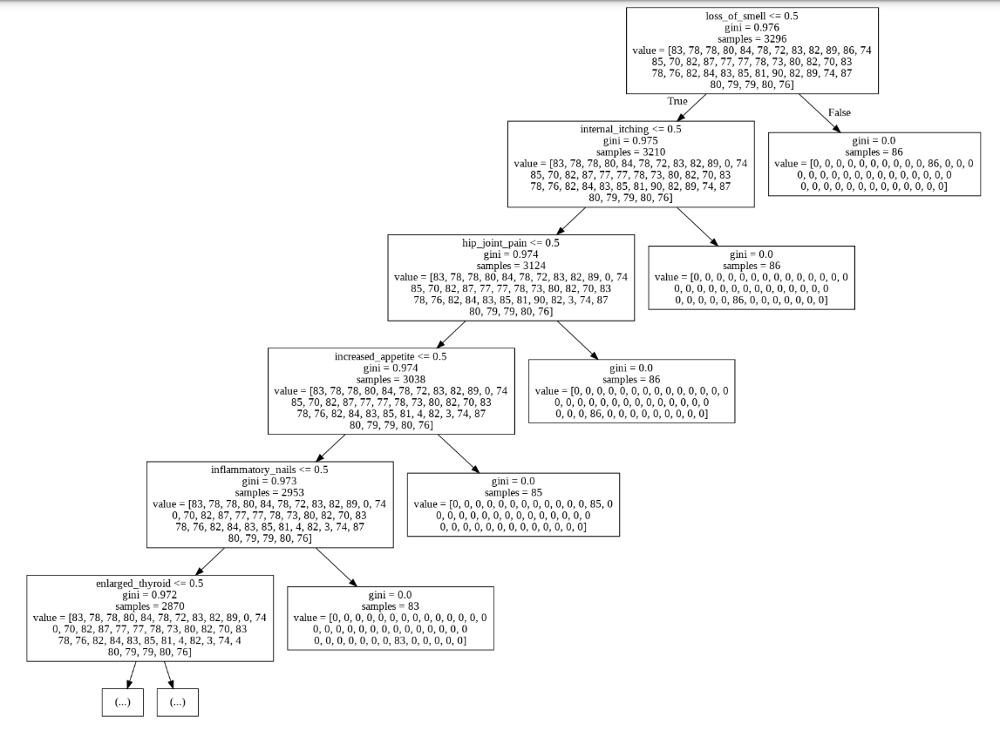 loss_of_smell <= 0.5
gini = 0.976
samples = 3296
value = [83, 78, 78, 80, 84, 78, 72, 83, 82, 89, 86, 74
85, 70, 82, 87, 77, 77, 78, 73, 80, 82, 70, 83
78, 76, 82, 84, 83, 85, 81, 90, 82, 89, 74, 87
80, 79, 79, 80, 76]
True
False
internal_itching <= 0.5
gini = 0.975
samples = 3210
value = [83, 78, 78, 80, 84, 78, 72, 83, 82, 89, 0, 74
85, 70, 82, 87, 77, 77, 78, 73, 80, 82, 70, 83
78, 76, 82, 84, 83, 85, 81, 90, 82, 89, 74, 87
80, 79, 79, 80, 76]
gini = 0.0
samples = 86
value = [0, 0, 0, 0, 0, 0, 0, 0, 0, 0, 86, 0, 0, 0
0, 0, 0, 0, 0, 0, 0, 0, 0, 0, 0, 0, 0, 0
0, 0, 0, 0, 0, 0, 0, 0, 0, 0, 0, 0, 0]
hip_joint_pain <= 0.5
gini = 0.974
samples = 3124
value = [83, 78, 78, 80, 84, 78, 72, 83, 82, 89, 0, 74
85, 70, 82, 87, 77, 77, 78, 73, 80, 82, 70, 83
78, 76, 82, 84, 83, 85, 81, 90, 82, 3, 74, 87
80, 79, 79, 80, 76]
gini = 0.0
samples = 86
value = [0, 0, 0, 0, 0, 0, 0, 0, 0, 0, 0, 0, 0, 0
0, 0, 0, 0, 0, 0, 0, 0, 0, 0, 0, 0, 0, 0
0, 0, 0, 0, 0, 86, 0, 0, 0, 0, 0, 0, 0]
increased_appetite <= 0.5
gini = 0.974
samples = 3038
value = [83, 78, 78, 80, 84, 78, 72, 83, 82, 89, 0, 74
85, 70, 82, 87, 77, 77, 78, 73, 80, 82, 70, 83
78, 76, 82, 84, 83, 85, 81, 4, 82, 3, 74, 87
80, 79, 79, 80, 76]
gini = 0.0
samples = 86
value = [0, 0, 0, 0, 0, 0, 0, 0, 0, 0, 0, 0, 0, 0
0, 0, 0, 0, 0, 0, 0, 0, 0, 0, 0, 0, 0, 0
0, 0, 0, 86, 0, 0, 0, 0, 0, 0, 0, 0, 0]
inflammatory_nails <= 0.5
gini = 0.973
samples = 2953
value = [83, 78, 78, 80, 84, 78, 72, 83, 82, 89, 0, 74
0, 70, 82, 87, 77, 77, 78, 73, 80, 82, 70, 83
78, 76, 82, 84, 83, 85, 81, 4, 82, 3, 74, 87
80, 79, 79, 80, 76]
gini = 0.0
samples = 85
value = [0, 0, 0, 0, 0, 0, 0, 0, 0, 0, 0, 0, 85, 0
0, 0, 0, 0, 0, 0, 0, 0, 0, 0, 0, 0, 0, 0
0, 0, 0, 0, 0, 0, 0, 0, 0, 0, 0, 0, 0]
enlarged_thyroid <= 0.5
gini = 0.972
samples = 2870
value = [83, 78, 78, 80, 84, 78, 72, 83, 82, 89, 0, 74
0, 70, 82, 87, 77, 77, 78, 73, 80, 82, 70, 83
78, 76, 82, 84, 83, 85, 81, 4, 82, 3, 74, 4
80, 79, 79, 80, 76]
gini = 0.0
samples = 83
value = [0, 0, 0, 0, 0, 0, 0, 0, 0, 0, 0, 0, 0, 0
0, 0, 0, 0, 0, 0, 0, 0, 0, 0, 0, 0, 0, 0
0, 0, 0, 0, 0, 0, 0, 83, 0, 0, 0, 0, 0]
(...)
(...)